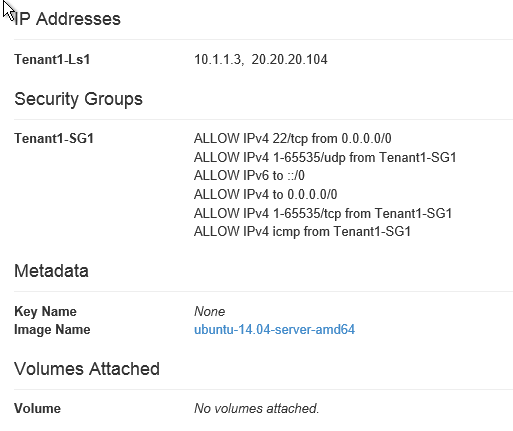 IP Addresses
Tenant1-Ls1 10.1.1.3, 20.20.20.104
Security Groups
Tenant1-SG1 ALLOW IPv4 22/tcp from 0.0.0.0/0
ALLOW IPv4 1-65535/udp from Tenant1-SG1
ALLOW IPv6 to ::/0
ALLOW IPv4 to 0.0.0.0/0
ALLOW IPv4 1-65535/tcp from Tenant1-SG1
ALLOW IPv4 icmp from Tenant1-SG1
Metadata
Key Name None
Image Name ubuntu-14.04-server-amd64
Volumes Attached
Volume No volumes attached.